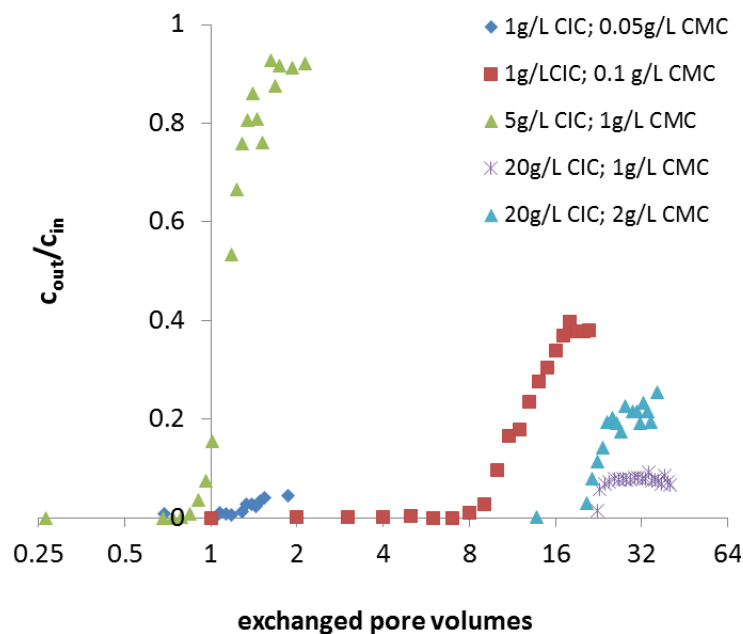 1
0.8
0.6
0.4
0.2
0
cout/cin
1g/L CIC; 0.05g/L CMC
1g/LCIC; 0.1 g/L CMC
5g/L CIC; 1g/L CMC
20g/L CIC; 1g/L CMC
20g/L CIC; 2g/L CMC
0.25 0.5 1 2 4 8 16 32 64
exchanged pore volumes